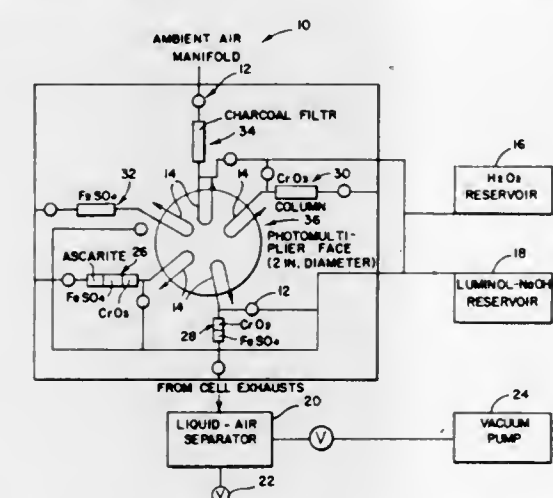 10
AMBIENT AIR
MANIFOLD
12
CHARCOAL FILTR
34
16
32
14
14
CrO3
30
H2O2
RESERVOIR
FeSO4
COLUMN
36
PHOTOMULTI-
PLIER FACE
(2 IN. DIAMETER)
18
ASCARITE
26
LUMINOL-NaOH
RESERVOIR
FeSO4
CrO3
14
12
28
CrO3
FeSO4
FROM CELL EXHAUSTS
20
24
LIQUID-AIR
SEPARATOR
V
VACUUM
PUMP
V
22